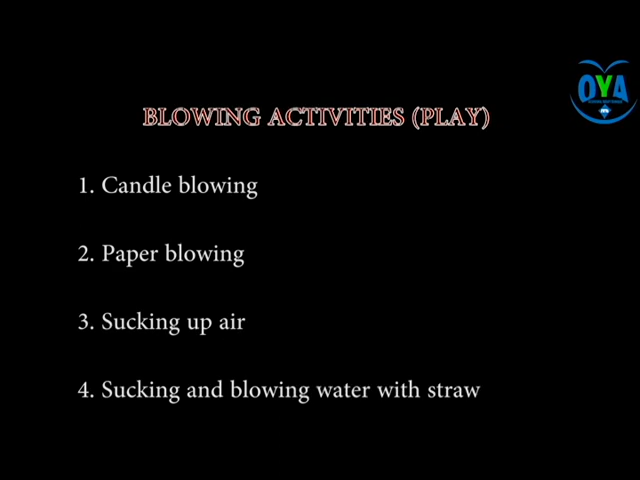 OYA
BLOWING ACTIVITIES (PLAY)
1. Candle blowing
2. Paper blowing
3. Sucking up air
4. Sucking and blowing water with straw